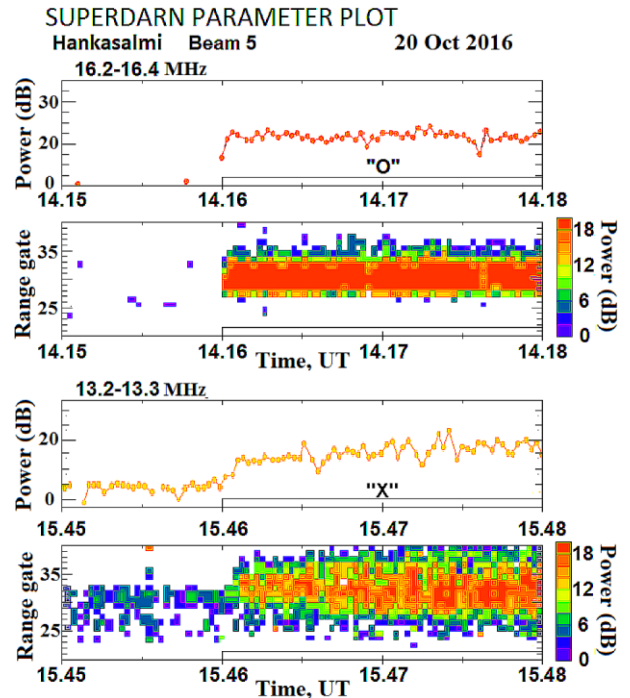 SUPERDARN PARAMETER PLOT
Hankasalmi Beam 5 20 Oct 2016
16.2-16.4 MHz
Power (dB)
30
20
0
"O"
14.15 14.16 14.17 14.18
Range gate
35
25
18
12
6
0
Power (dB)
14.15 14.16 14.17 14.18
Time, UT
13.2-13.3 MHz
Power (dB)
20
0
"X"
15.45 15.46 15.47 15.48
Range gate
35
25
18
12
6
0
Power (dB)
15.45 15.46 15.47 15.48
Time, UT